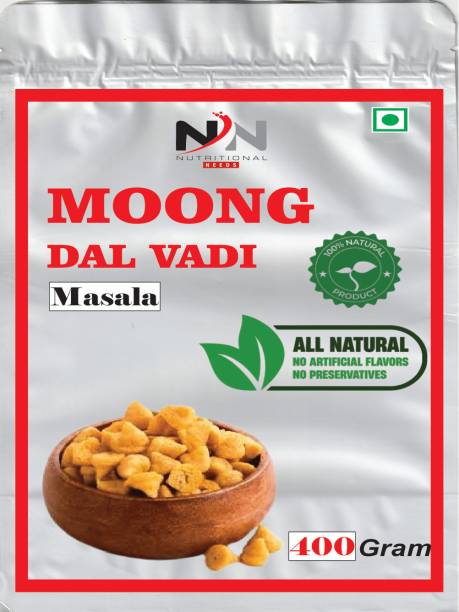 NN
NUTRITIONAL
NEEDS
MOONG
DAL VADI
Masala
100% NATURAL
PRODUCT
ALL NATURAL
NO ARTIFICIAL FLAVORS
NO PRESERVATIVES
400 Gram